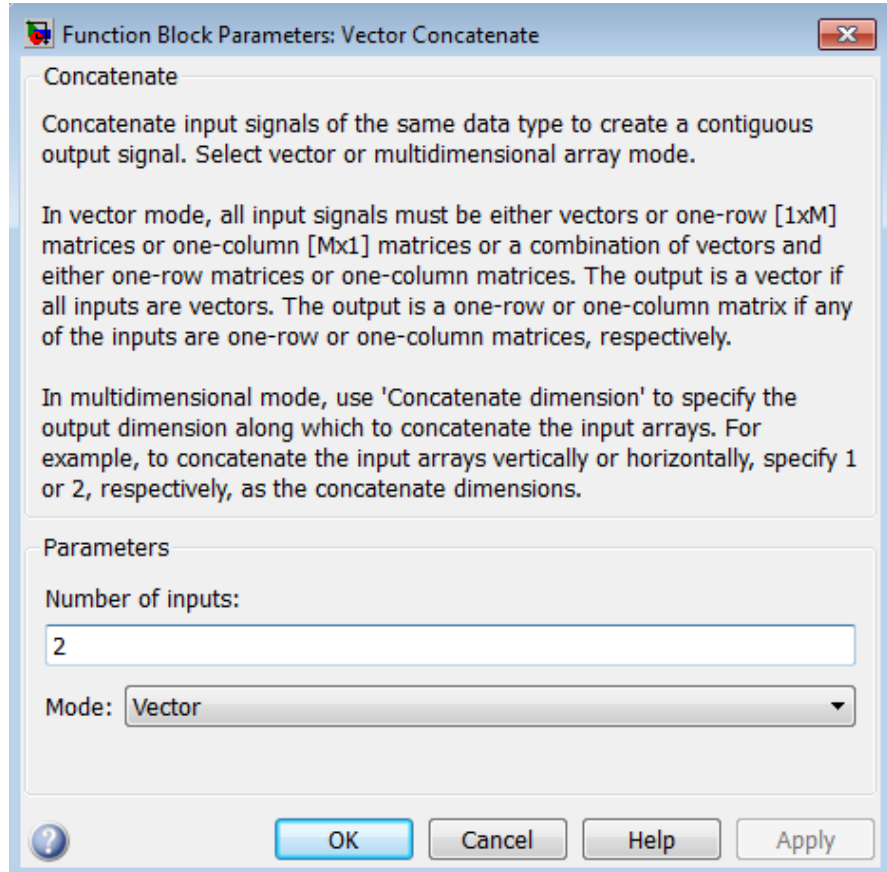 Function Block Parameters: Vector Concatenate
Concatenate
Concatenate input signals of the same data type to create a contiguous
output signal. Select vector or multidimensional array mode.
In vector mode, all input signals must be either vectors or one-row [1xM]
matrices or one-column [Mx1] matrices or a combination of vectors and
either one-row matrices or one-column matrices. The output is a vector if
all inputs are vectors. The output is a one-row or one-column matrix if any
of the inputs are one-row or one-column matrices, respectively.
In multidimensional mode, use 'Concatenate dimension' to specify the
output dimension along which to concatenate the input arrays. For
example, to concatenate the input arrays vertically or horizontally, specify 1
or 2, respectively, as the concatenate dimensions.
Parameters
Number of inputs:
2
Mode: Vector
? OK Cancel Help Apply